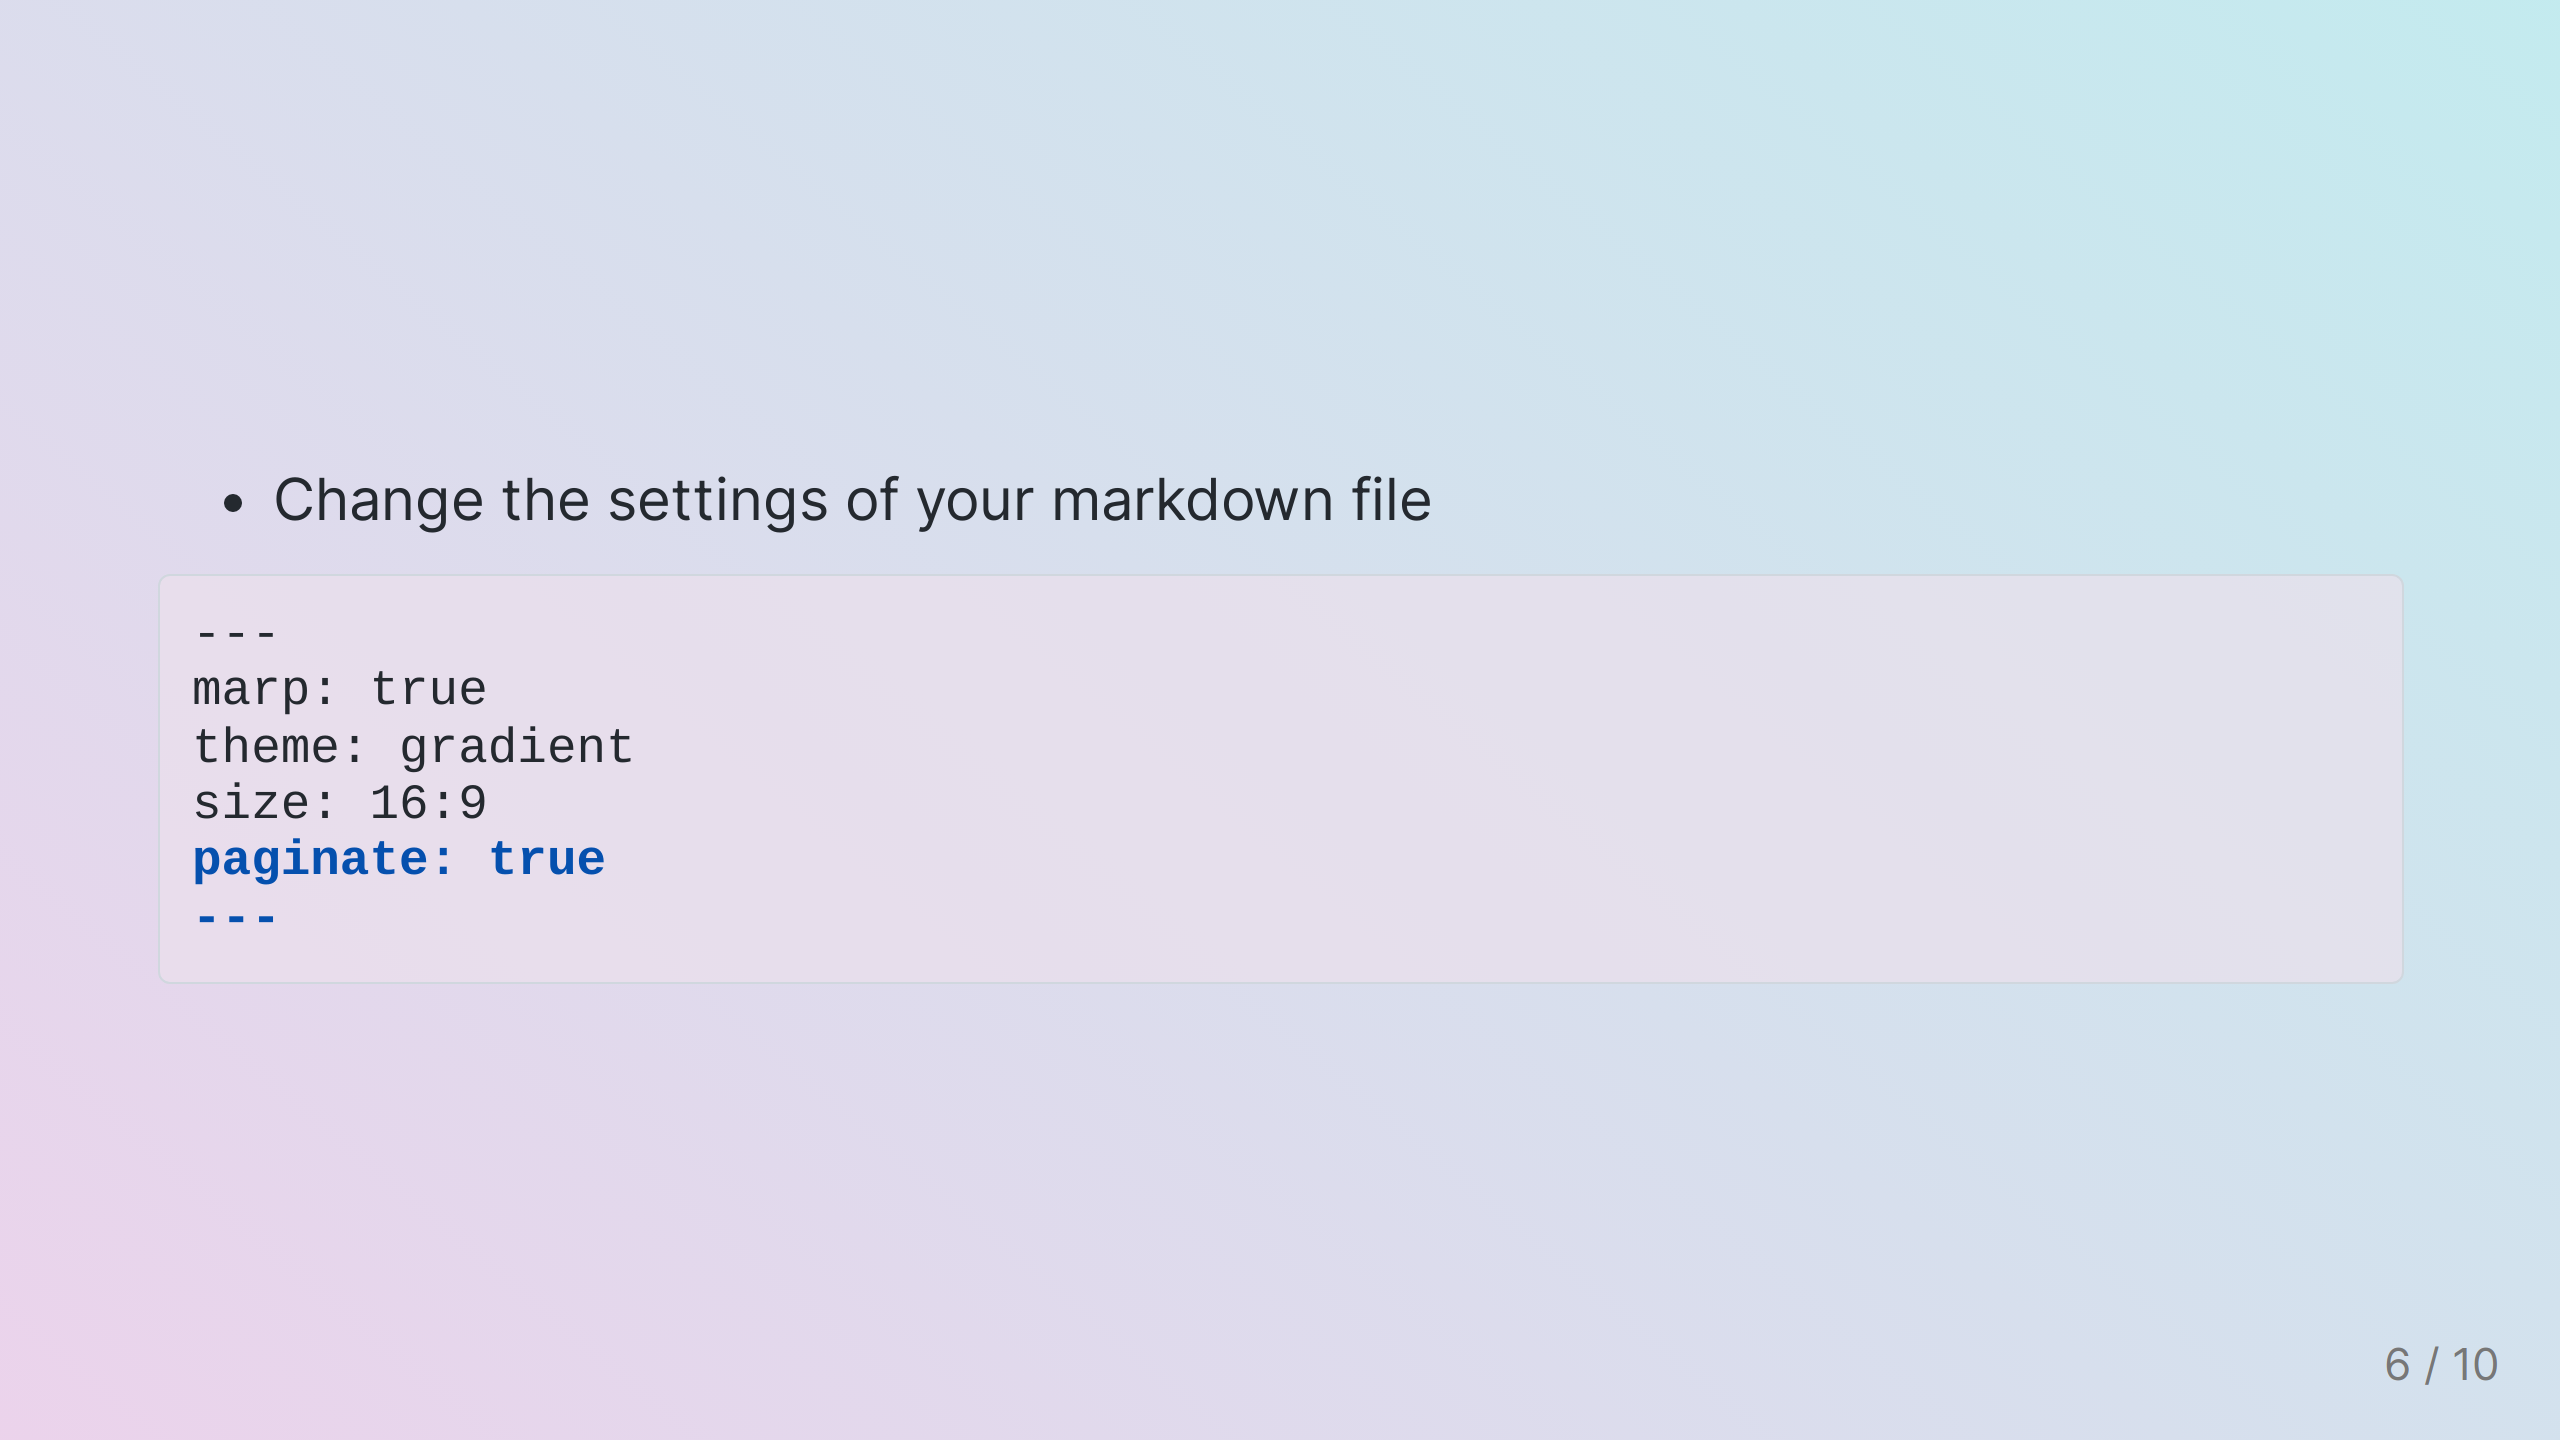 • Change the settings of your markdown file
---
marp: true
theme: gradient
size: 16:9
paginate: true
---
6 / 10